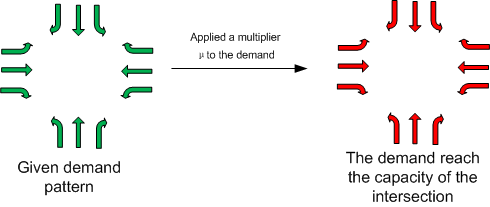 Applied a multiplier
μ to the demand
Given demand
pattern
The demand reach
the capacity of the
intersection